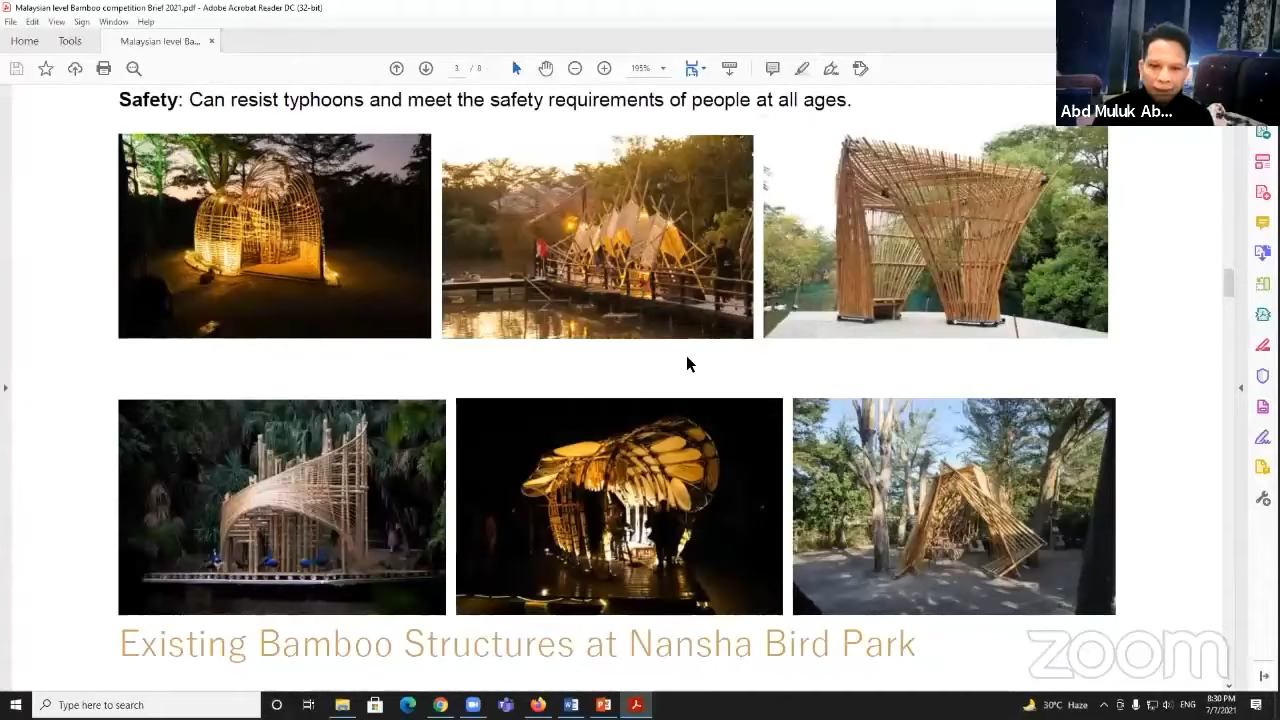 Malaysian level Bamboo competition Brief 2021.pdf - Adobe Acrobat Reader DC (32-bit)
File Edit View Sign Window Help
Home Tools Malaysian level Ba... ×
3 / 8 195%
Safety: Can resist typhoons and meet the safety requirements of people at all ages.
Abd Muluk Ab...
Existing Bamboo Structures at Nansha Bird Park
zoom
Type here to search
30°C Haze ENG 8:30 PM
7/7/2021